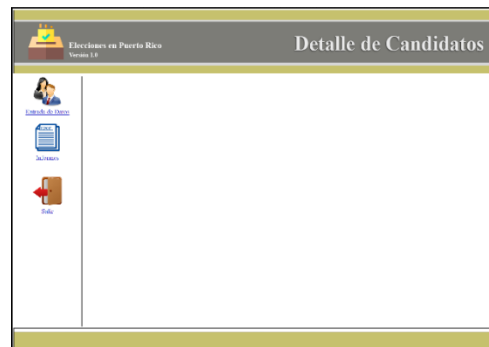 Elecciones en Puerto Rico
Versión 1.0
Detalle de Candidatos
Entrada de Datos
Informes
Salir